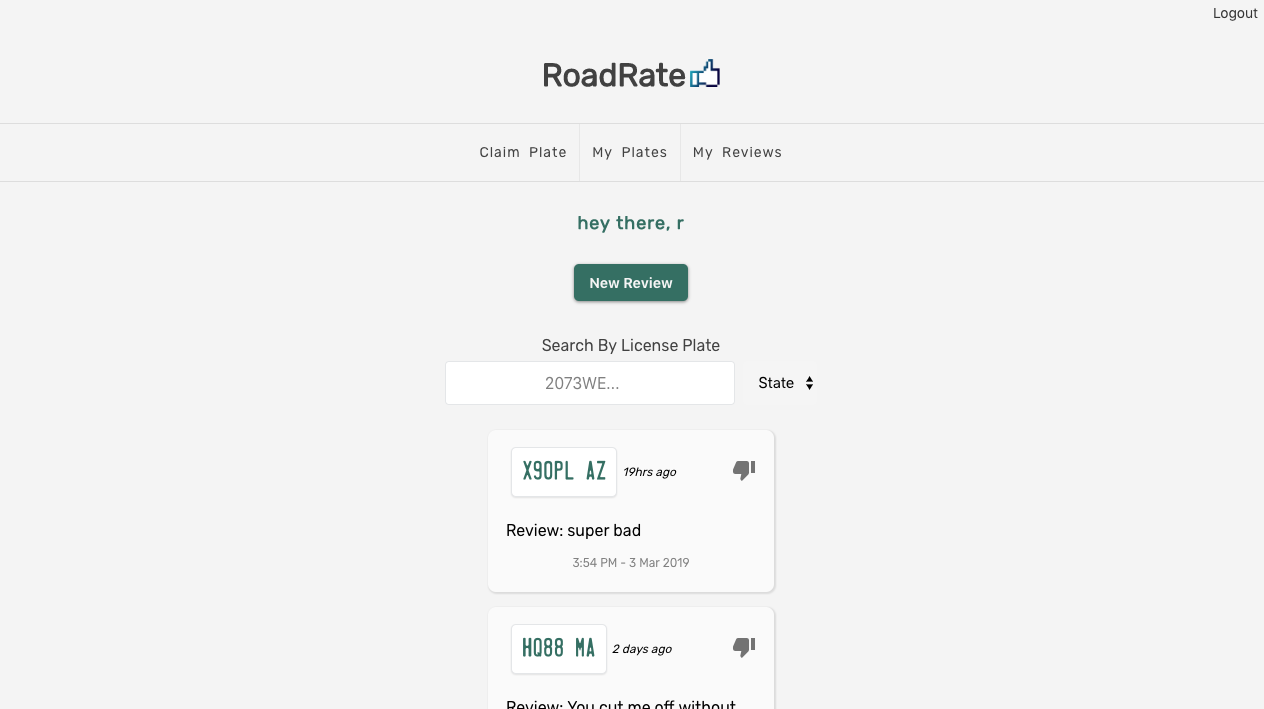 Logout
RoadRate
Claim Plate
My Plates
My Reviews
hey there, r
New Review
Search By License Plate
2073WE...
State
X90PL AZ
19hrs ago
Review: super bad
3:54 PM - 3 Mar 2019
HQ88 MA
2 days ago
Review: You cut me off without